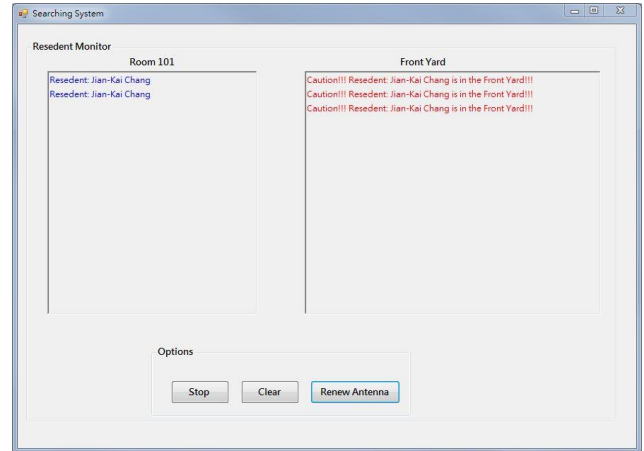 Searching System
Resedent Monitor
Room 101
Front Yard
Resedent: Jian-Kai Chang
Resedent: Jian-Kai Chang
Caution!!! Resedent: Jian-Kai Chang is in the Front Yard!!!
Caution!!! Resedent: Jian-Kai Chang is in the Front Yard!!!
Caution!!! Resedent: Jian-Kai Chang is in the Front Yard!!!
Options
Stop
Clear
Renew Antenna